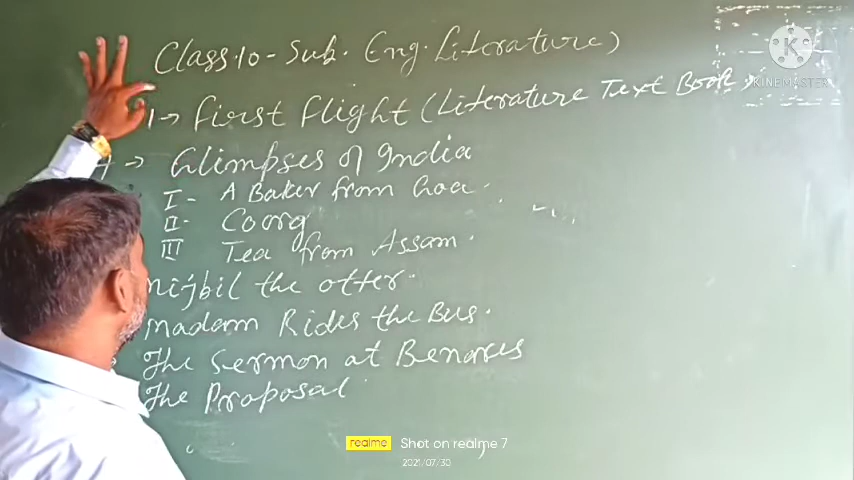 Class.10 - Sub. Eng. Literature)
KINEMASTER
1 → First flight (Literature Text Book)
→ Glimpses of India
I - A Baker from Goa.
II - Coorg
III Tea from Assam.
mijbil the otter.
madam Rides the Bus.
The Sermon at Benares
The Proposal
realme Shot on realme 7
2021/07/30